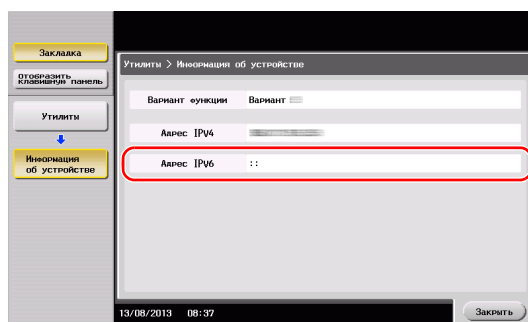 Закладка
Утилиты > Информация об устройстве
Отобразить
клавишную панель
Вариант функции Вариант
Утилиты
Адрес IPV4
Информация
об устройстве
Адрес IPV6 ::
13/08/2013 08:37
Закрыть